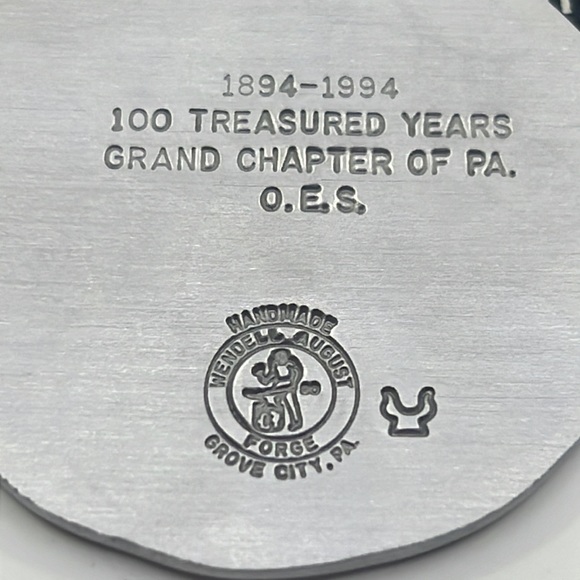 1894-1994
100 TREASURED YEARS
GRAND CHAPTER OF PA.
O.E.S.
HANDMADE
WENDELL AUGUST
FORGE
GROVE CITY, PA.